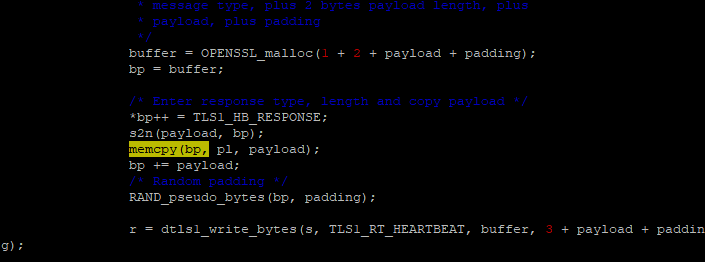 * message type, plus 2 bytes payload length, plus
* payload, plus padding
*/
buffer = OPENSSL_malloc(1 + 2 + payload + padding);
bp = buffer;
/* Enter response type, length and copy payload */
*bp++ = TLS1_HB_RESPONSE;
s2n(payload, bp);
memcpy(bp, pl, payload);
bp += payload;
/* Random padding */
RAND_pseudo_bytes(bp, padding);
r = dtls1_write_bytes(s, TLS1_RT_HEARTBEAT, buffer, 3 + payload + paddin
g);